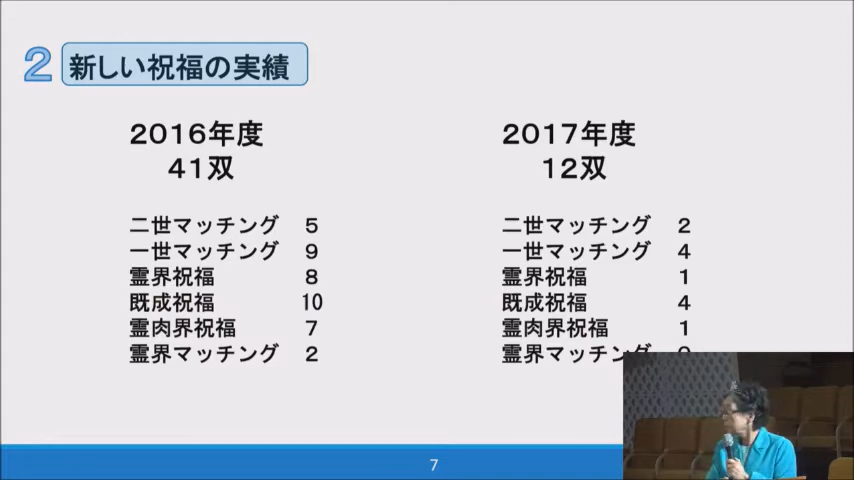 2 新しい祝福の実績
2016年度
41双
二世マッチング 5
一世マッチング 9
霊界祝福 8
既成祝福 10
霊肉界祝福 7
霊界マッチング 2
2017年度
12双
二世マッチング 2
一世マッチング 4
霊界祝福 1
既成祝福 4
霊肉界祝福 1
霊界マッチング
7